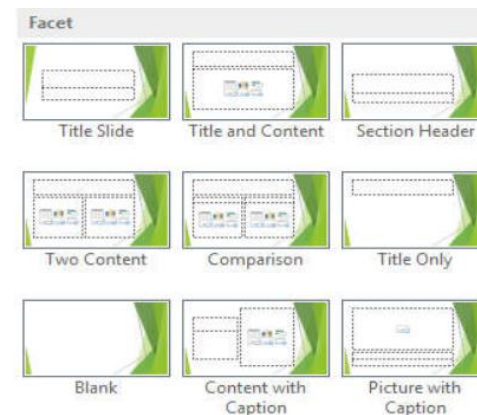 Facet
Title Slide
Title and Content
Section Header
Two Content
Comparison
Title Only
Blank
Content with
Caption
Picture with
Caption